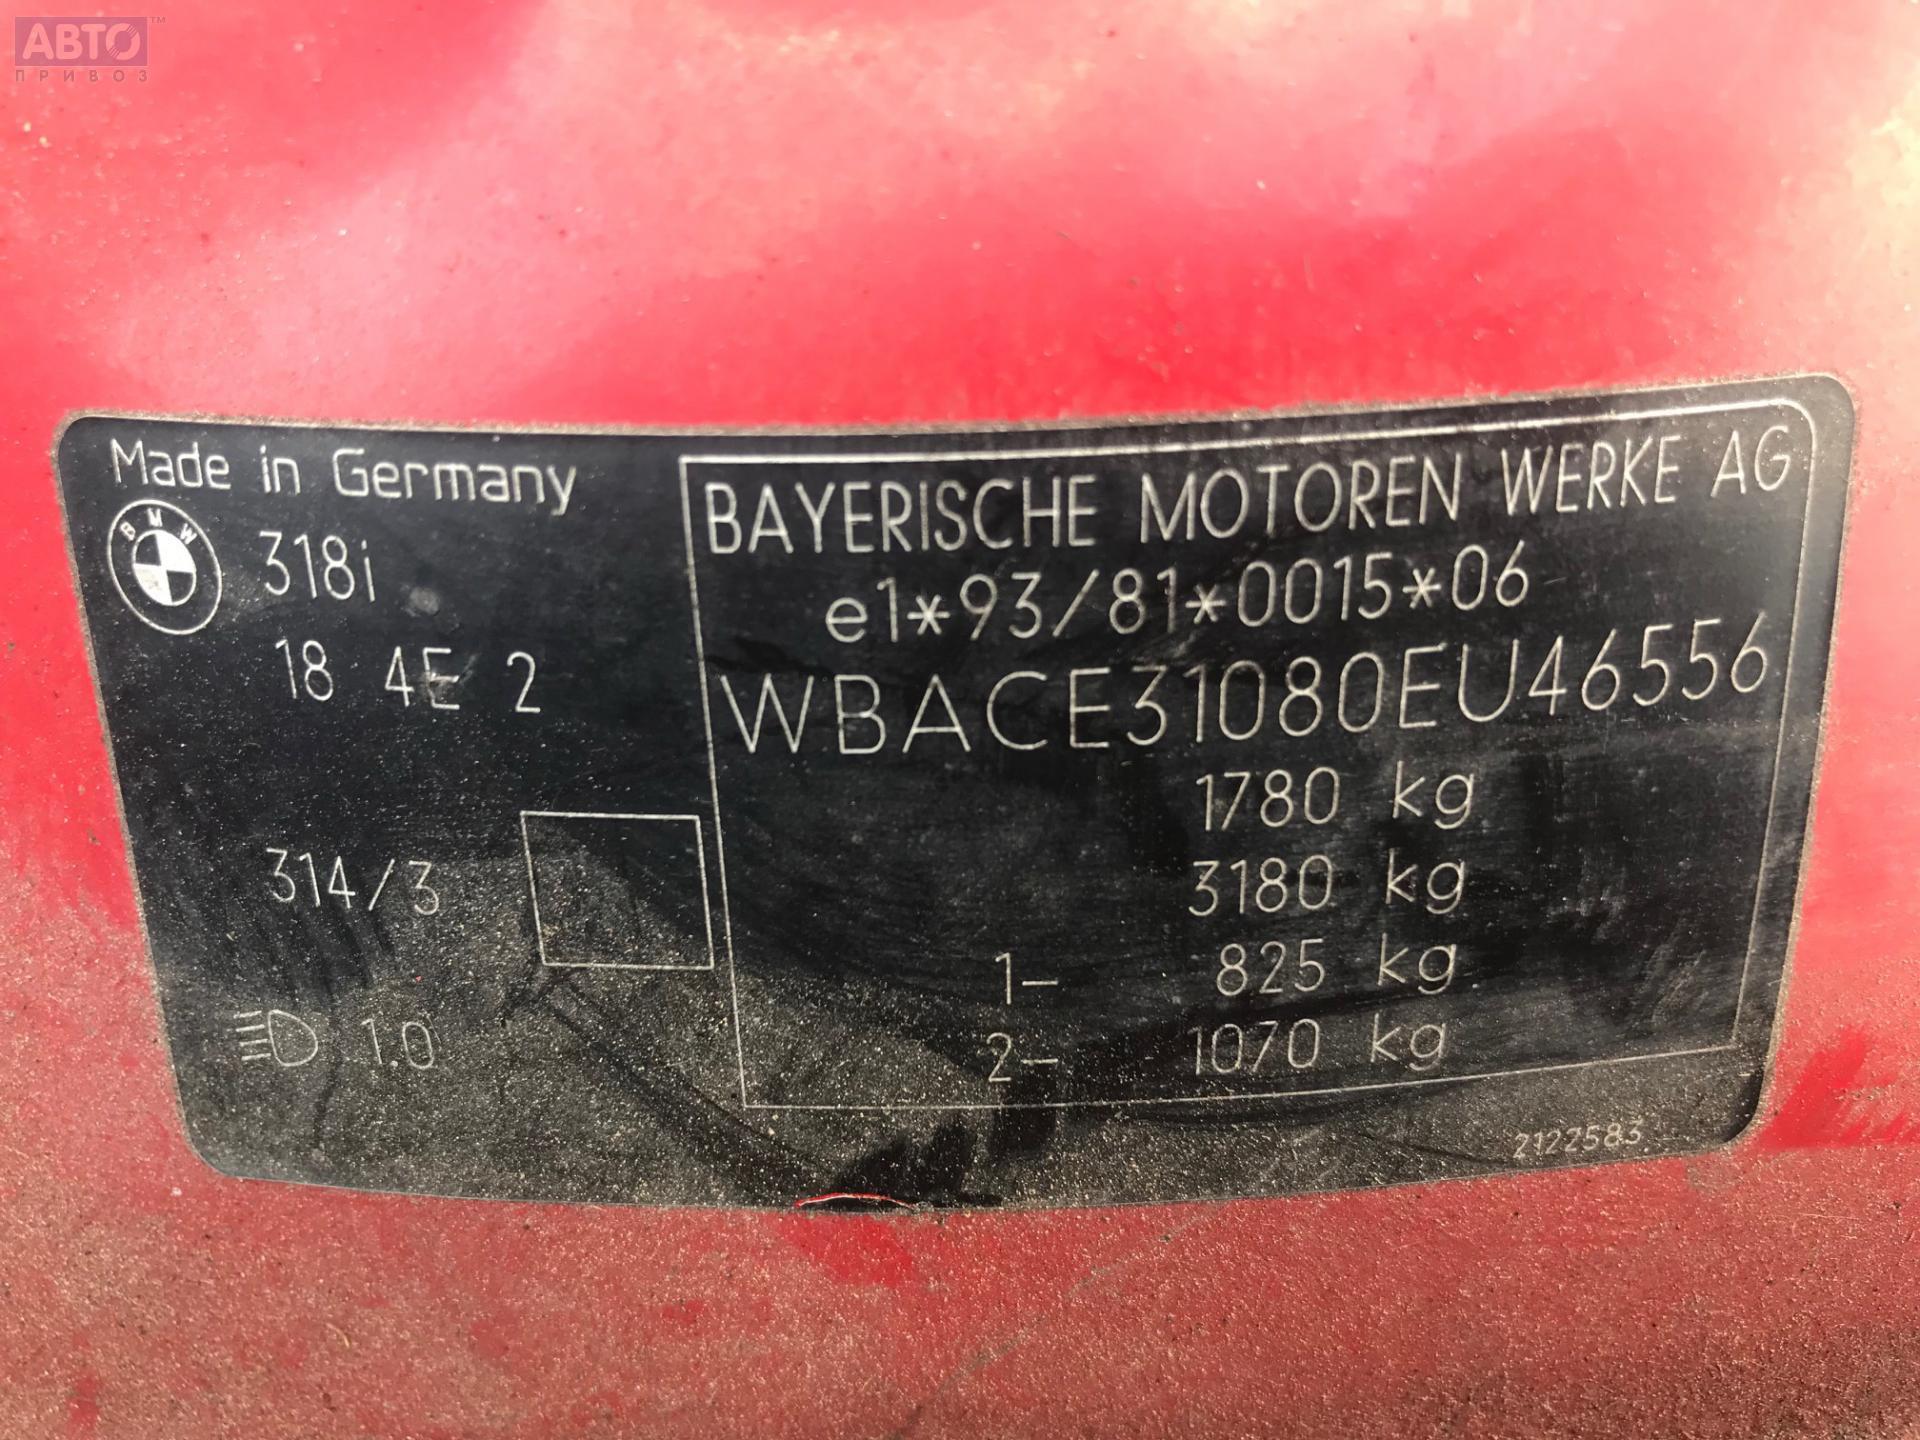 АВТО™
ПРИВОЗ
Made in Germany
BMW
318i
18 4E 2
314/3
1.0
BAYERISCHE MOTOREN WERKE AG
e1*93/81*0015*06
WBACE31080EU46556
1780 kg
3180 kg
1- 825 kg
2- 1070 kg
2122583